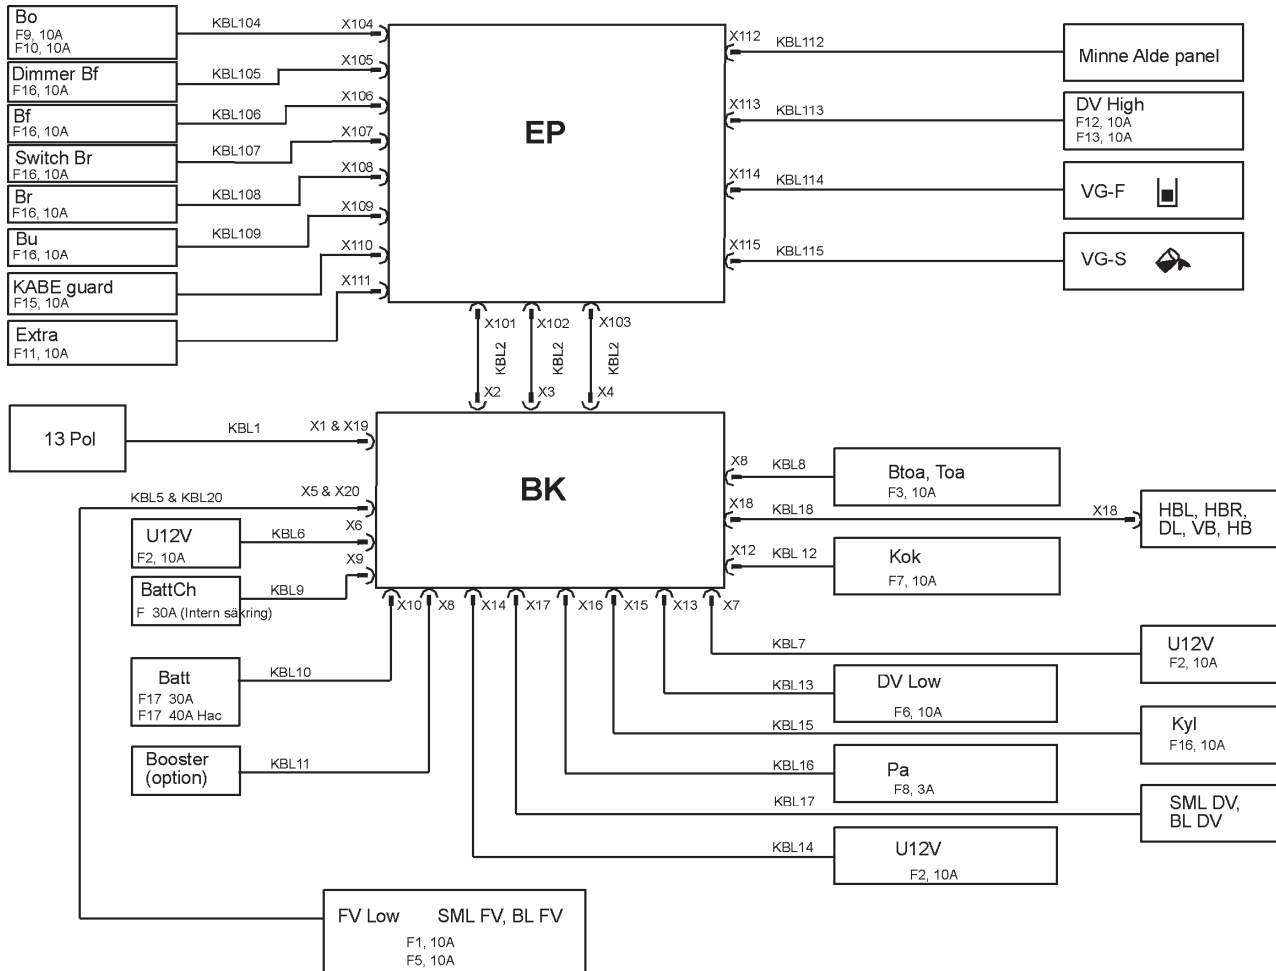 Bo
F9, 10A
F10, 10A
KBL104
X104
Dimmer Bf
F16, 10A
KBL105
X105
Bf
F16, 10A
KBL106
X106
Switch Br
F16, 10A
KBL107
X107
Br
F16, 10A
KBL108
X108
Bu
F16, 10A
KBL109
X109
KABE guard
F15, 10A
X110
Extra
F11, 10A
X111
EP
X112
KBL112
Minne Alde panel
X113
KBL113
DV High
F12, 10A
F13, 10A
X114
KBL114
VG-F
X115
KBL115
VG-S
X101
X102
X103
KBL2
KBL2
KBL2
X2
X3
X4
13 Pol
KBL1
X1 & X19
KBL5 & KBL20
X5 & X20
U12V
F2, 10A
KBL6
X6
BattCh
F 30A (Intern säkring)
KBL9
X9
BK
X8
KBL8
Btoa, Toa
F3, 10A
X18
KBL18
X18
HBL, HBR,
DL, VB, HB
X12
KBL 12
Kok
F7, 10A
X10
X8
X14
X17
X16
X15
X13
X7
Batt
F17 30A
F17 40A Hac
KBL10
Booster
(option)
KBL11
KBL7
U12V
F2, 10A
KBL13
DV Low
F6, 10A
KBL15
Kyl
F16, 10A
KBL16
Pa
F8, 3A
KBL17
SML DV,
BL DV
KBL14
U12V
F2, 10A
FV Low SML FV, BL FV
F1, 10A
F5, 10A